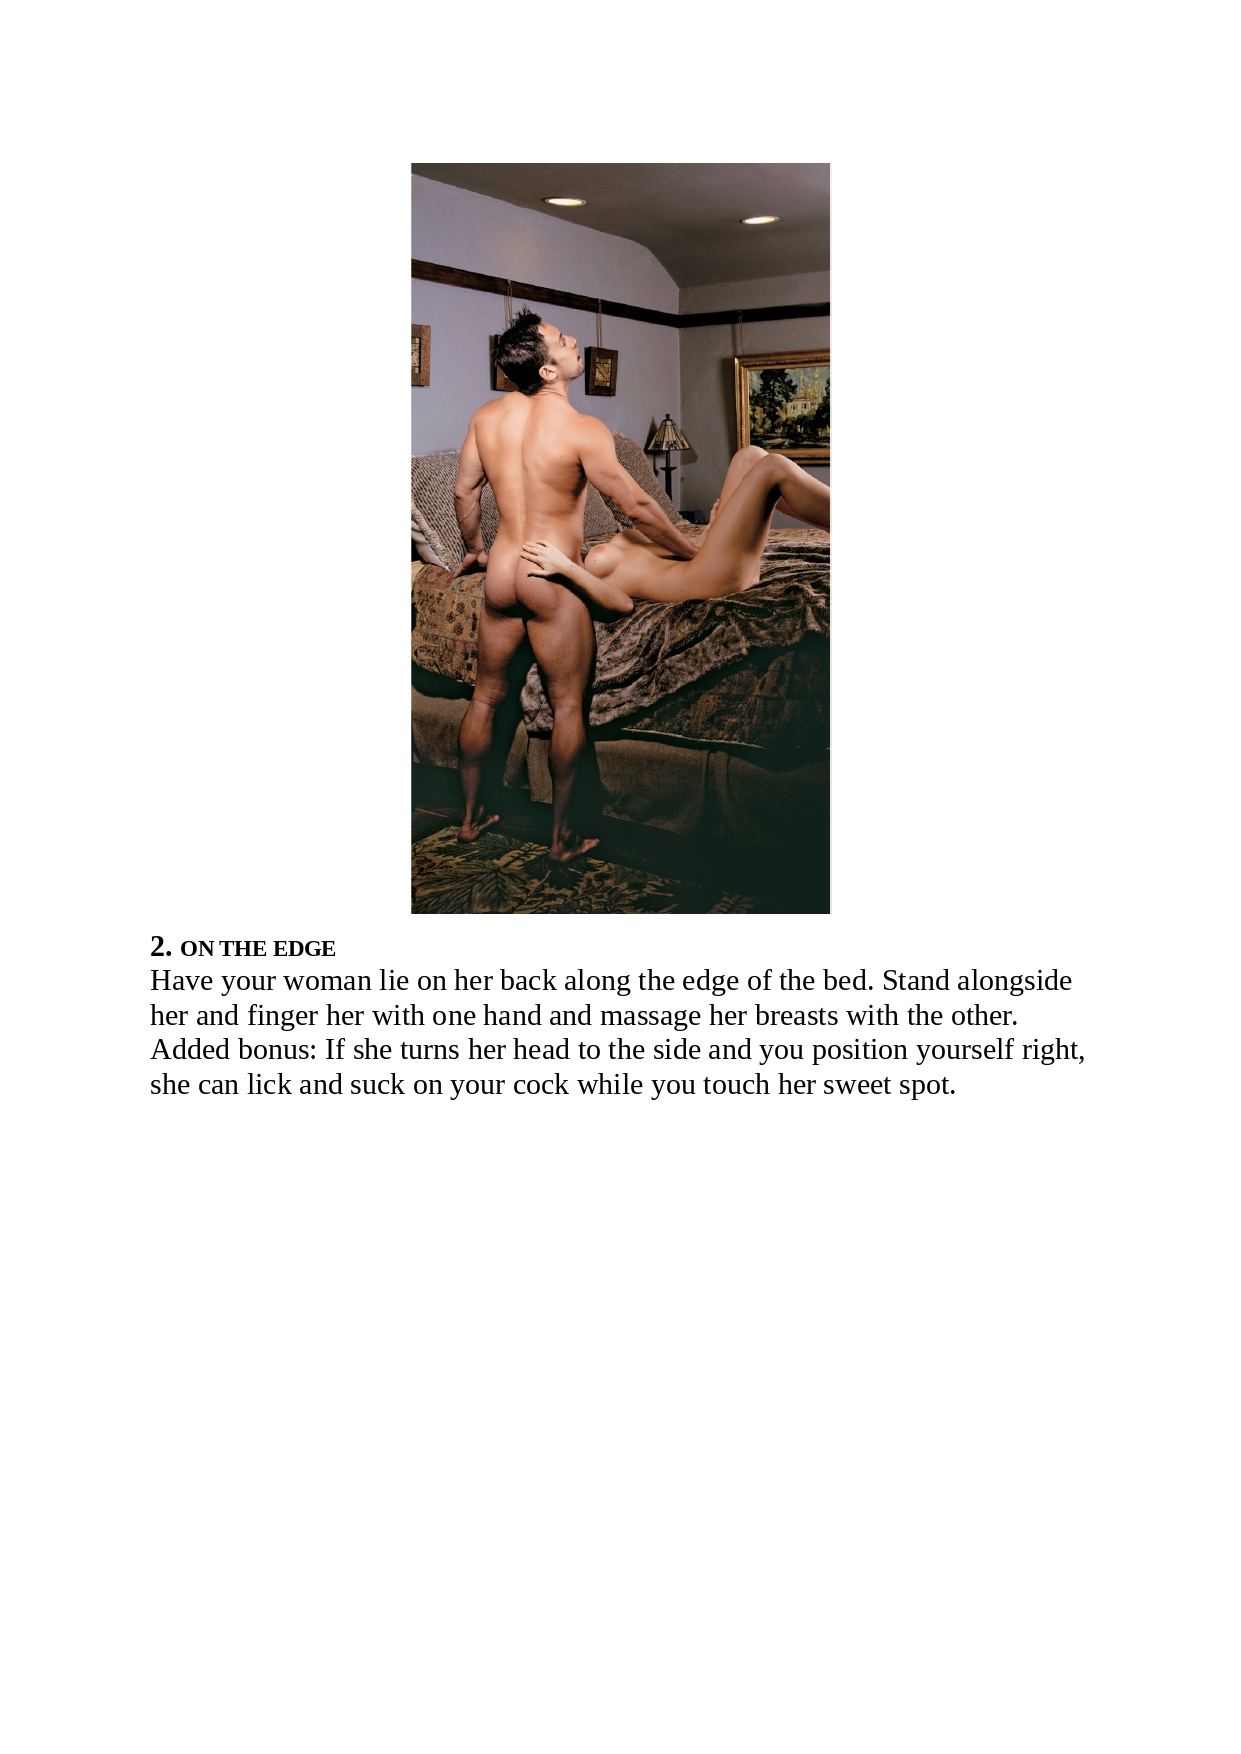 2. ON THE EDGE
Have your woman lie on her back along the edge of the bed. Stand alongside
her and finger her with one hand and massage her breasts with the other.
Added bonus: If she turns her head to the side and you position yourself right,
she can lick and suck on your cock while you touch her sweet spot.